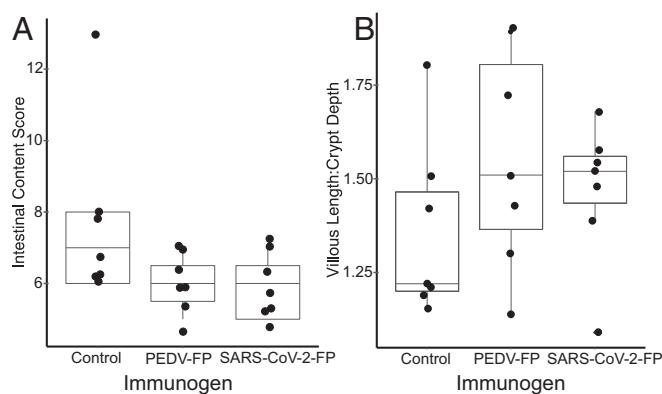 A
Intestinal Content Score
12
10
8
6
Control
PEDV-FP
SARS-CoV-2-FP
Immunogen
B
Villous Length:Crypt Depth
1.75
1.50
1.25
Control
PEDV-FP
SARS-CoV-2-FP
Immunogen